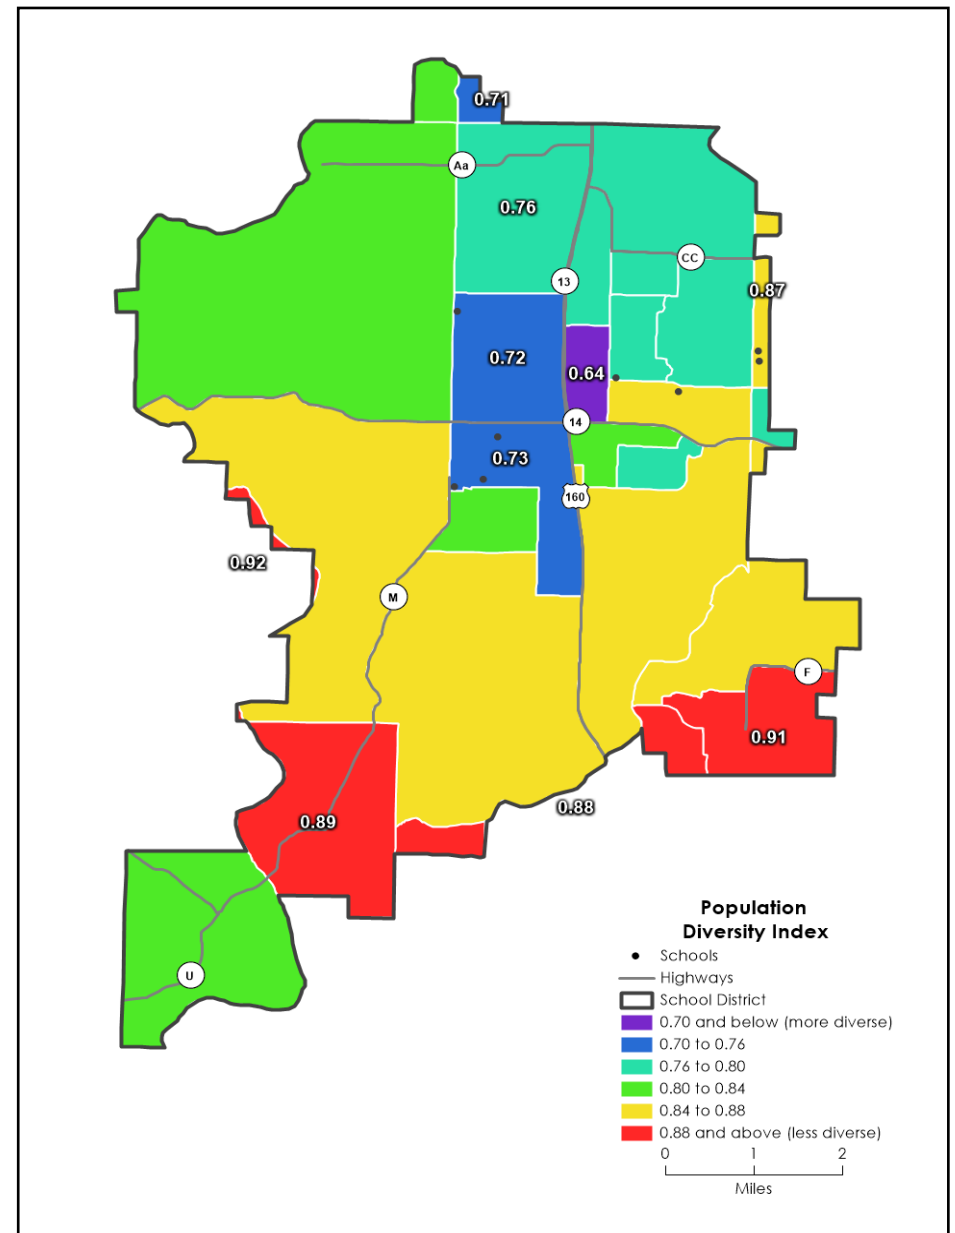 0.71
Aa
0.76
CC
13
0.87
0.72
0.64
14
0.73
160
0.92
M
F
0.91
0.88
0.89
U
Population
Diversity Index
Schools
Highways
School District
0.70 and below (more diverse)
0.70 to 0.76
0.76 to 0.80
0.80 to 0.84
0.84 to 0.88
0.88 and above (less diverse)
0 1 2
Miles